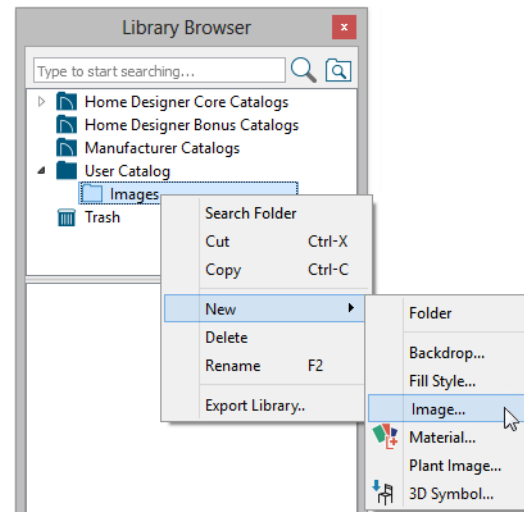 Library Browser
x
Type to start searching...
Home Designer Core Catalogs
Home Designer Bonus Catalogs
Manufacturer Catalogs
User Catalog
Images
Trash
Search Folder
Cut Ctrl-X
Copy Ctrl-C
New
Delete
Rename F2
Export Library..
Folder
Backdrop...
Fill Style...
Image...
Material...
Plant Image...
3D Symbol...